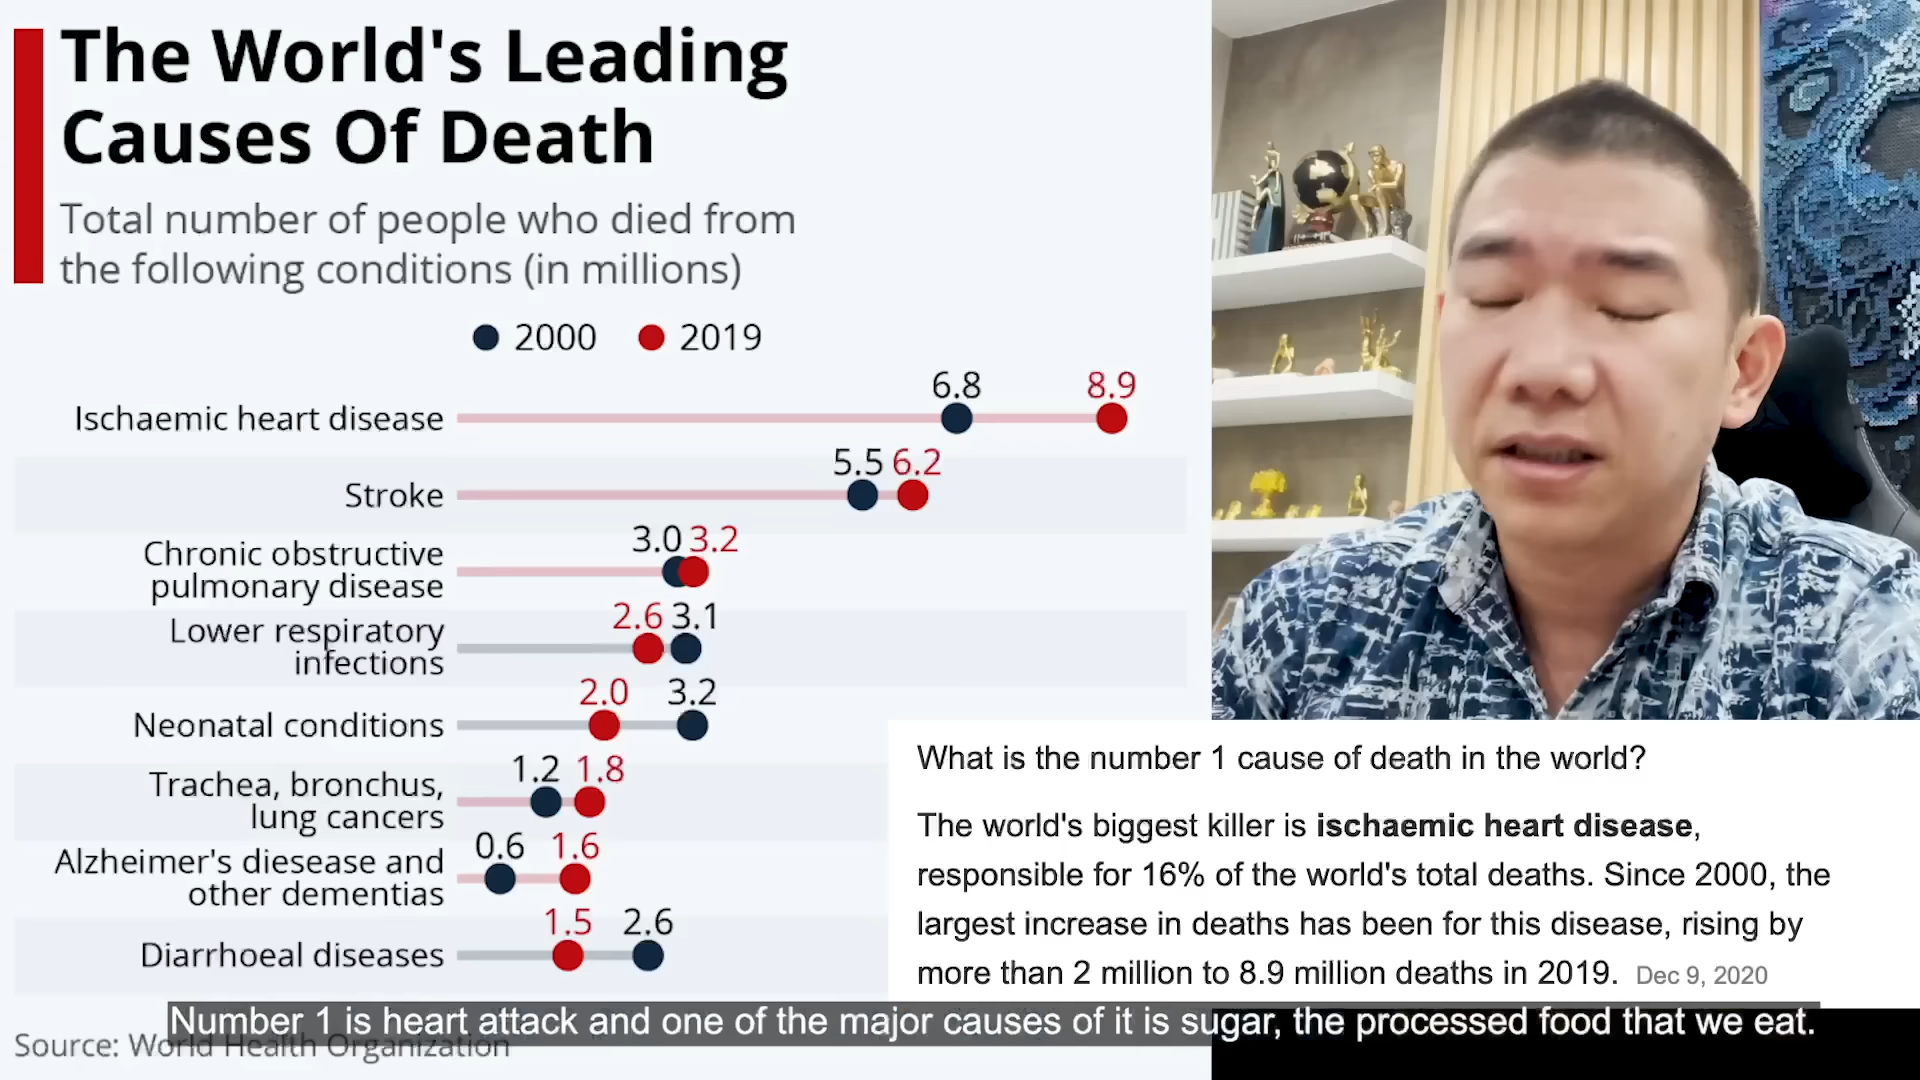 The World's Leading
Causes Of Death
Total number of people who died from
the following conditions (in millions)
2000 2019
Ischaemic heart disease 6.8 8.9
Stroke 5.5 6.2
Chronic obstructive
pulmonary disease 3.0 3.2
Lower respiratory
infections 2.6 3.1
Neonatal conditions 2.0 3.2
Trachea, bronchus,
lung cancers 1.2 1.8
Alzheimer's diesease and
other dementias 0.6 1.6
Diarrhoeal diseases 1.5 2.6
Source: World Health Organization
What is the number 1 cause of death in the world?
The world's biggest killer is ischaemic heart disease,
responsible for 16% of the world's total deaths. Since 2000, the
largest increase in deaths has been for this disease, rising by
more than 2 million to 8.9 million deaths in 2019. Dec 9, 2020
Number 1 is heart attack and one of the major causes of it is sugar, the processed food that we eat.